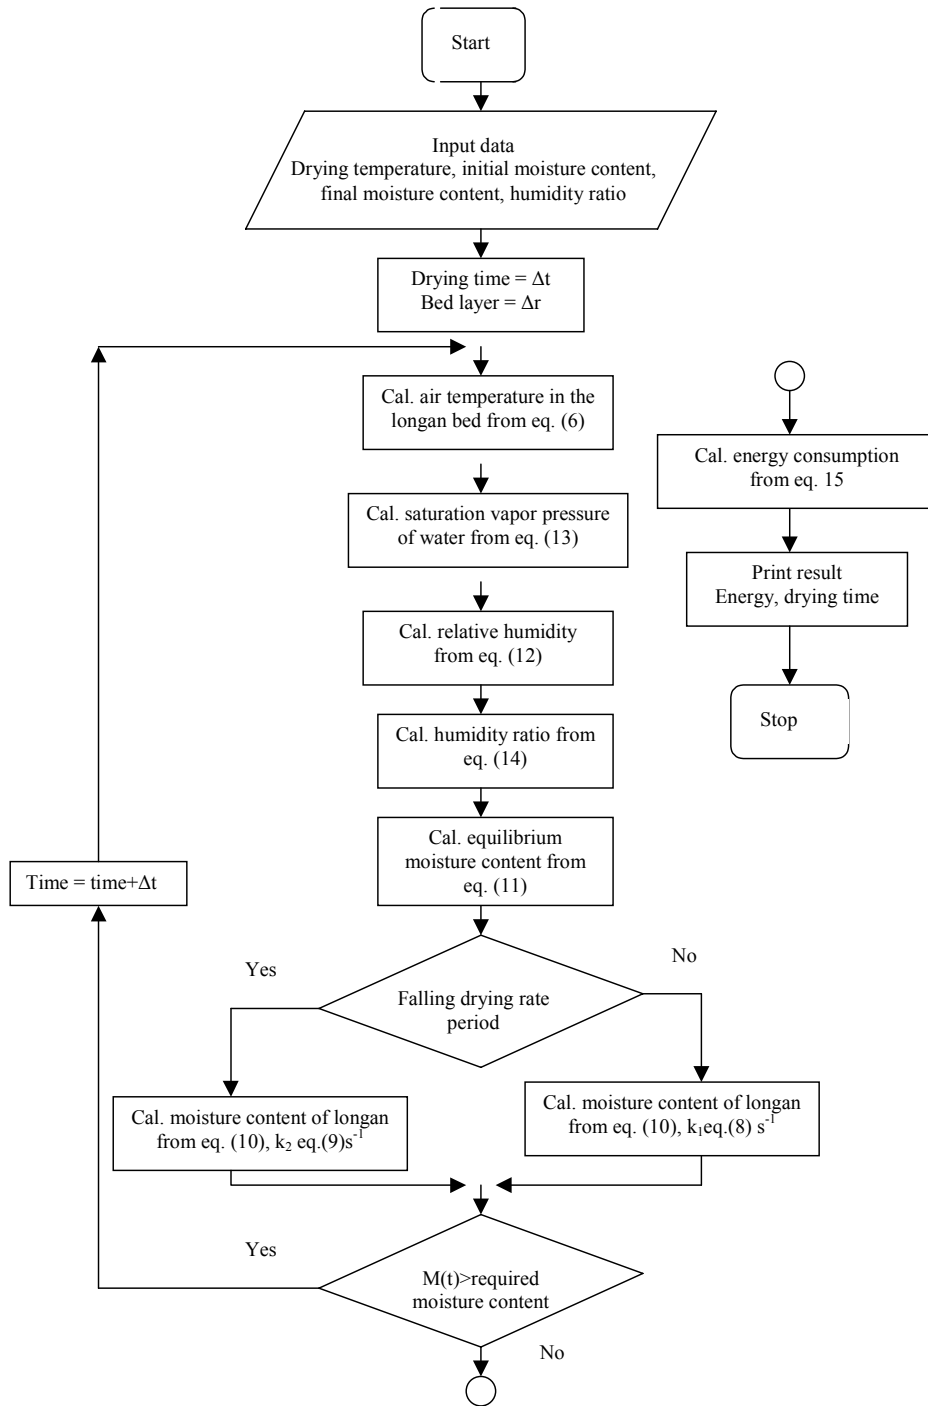 Start
Input data
Drying temperature, initial moisture content,
final moisture content, humidity ratio
Drying time = Δt
Bed layer = Δr
Cal. air temperature in the
longan bed from eq. (6)
Cal. saturation vapor pressure
of water from eq. (13)
Cal. relative humidity
from eq. (12)
Cal. humidity ratio from
eq. (14)
Cal. equilibrium
moisture content from
eq. (11)
Time = time+Δt
Yes
No
Falling drying rate
period
Cal. moisture content of longan
from eq. (10), k₂ eq.(9)s⁻¹
Cal. moisture content of longan
from eq. (10), k₁eq.(8) s⁻¹
Yes
M(t)>required
moisture content
No
Cal. energy consumption
from eq. 15
Print result
Energy, drying time
Stop